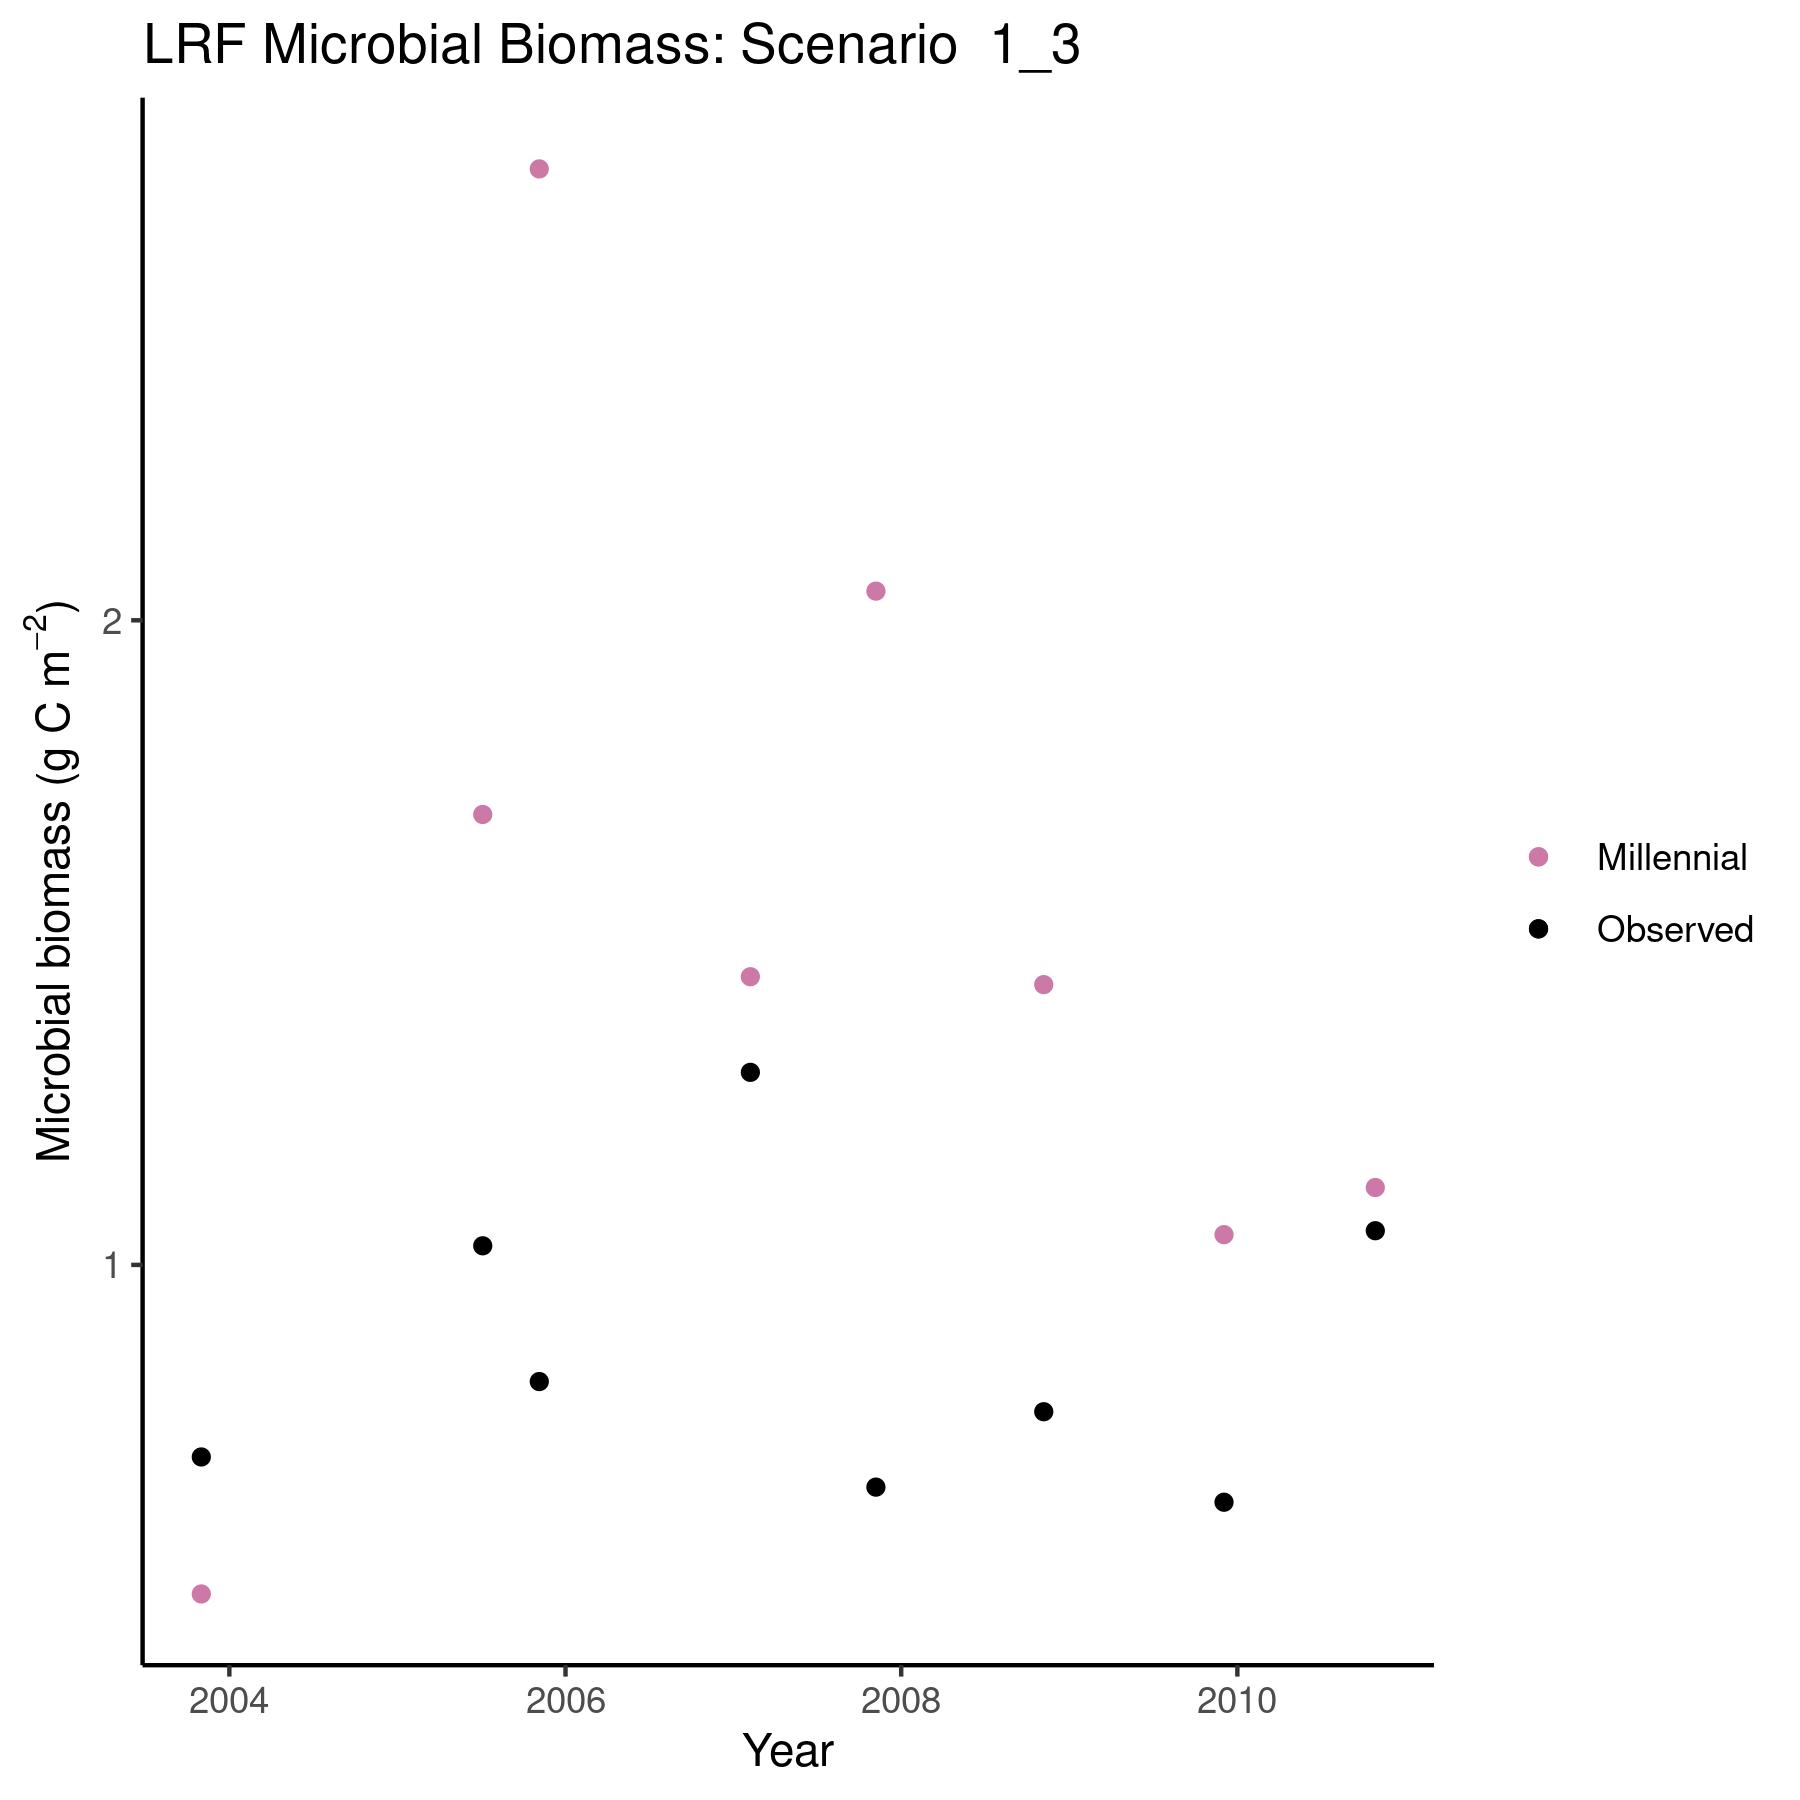 LRF Microbial Biomass: Scenario  1_3
Microbial biomass (g C m⁻²)
2
1
2004 2006 2008 2010
Year
Millennial
Observed